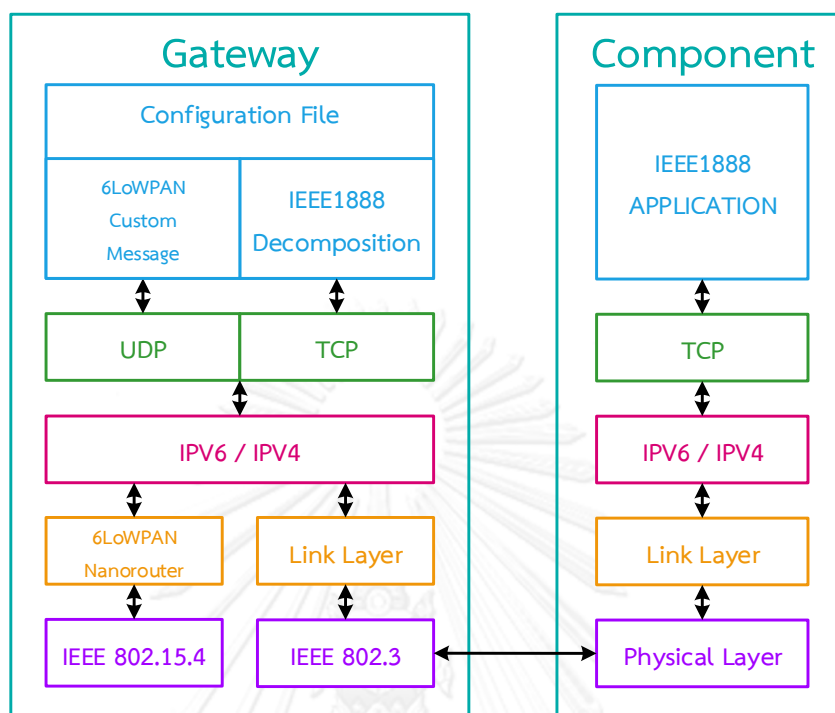 Gateway
Configuration File
6LoWPAN
Custom
Message
IEEE1888
Decomposition
UDP
TCP
IPV6 / IPV4
6LoWPAN
Nanorouter
Link Layer
IEEE 802.15.4
IEEE 802.3
Component
IEEE1888
APPLICATION
TCP
IPV6 / IPV4
Link Layer
Physical Layer